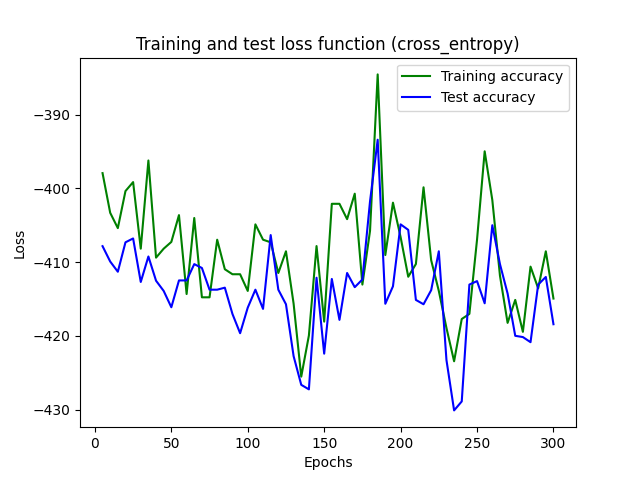 Training and test loss function (cross_entropy)
Training accuracy
Test accuracy
Loss
−390
−400
−410
−420
−430
0 50 100 150 200 250 300
Epochs